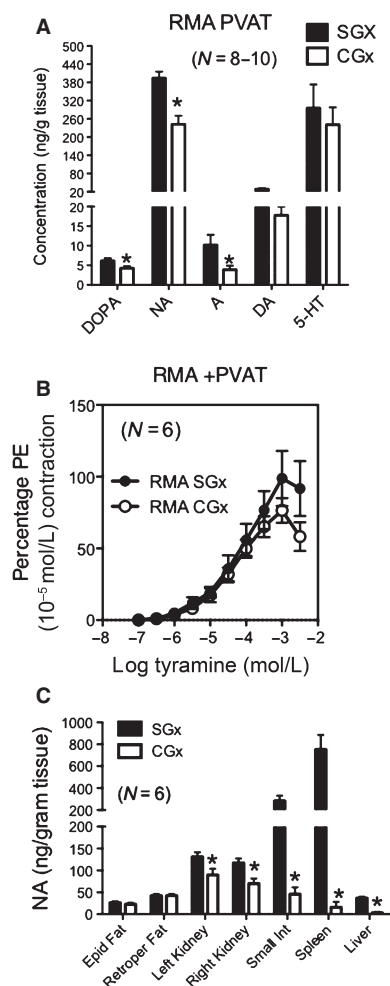 A
RMA PVAT
(N = 8–10)
SGX
CGx
Concentration (ng/g tissue)
500
440
380
320
260
200
140
80
20
20
15
10
5
0
*
*
*
*
DOPA
NA
A
DA
5-HT
B
RMA +PVAT
(N = 6)
RMA SGx
RMA CGx
Percentage PE
(10⁻⁵ mol/L) contraction
150
100
50
0
−8 −7 −6 −5 −4 −3 −2
Log tyramine (mol/L)
C
SGx
CGx
(N = 6)
NA (ng/gram tissue)
1000
800
600
400
200
200
150
100
50
0
*
*
*
*
*
Epid Fat
Retroper Fat
Left Kidney
Right Kidney
Small Int
Spleen
Liver